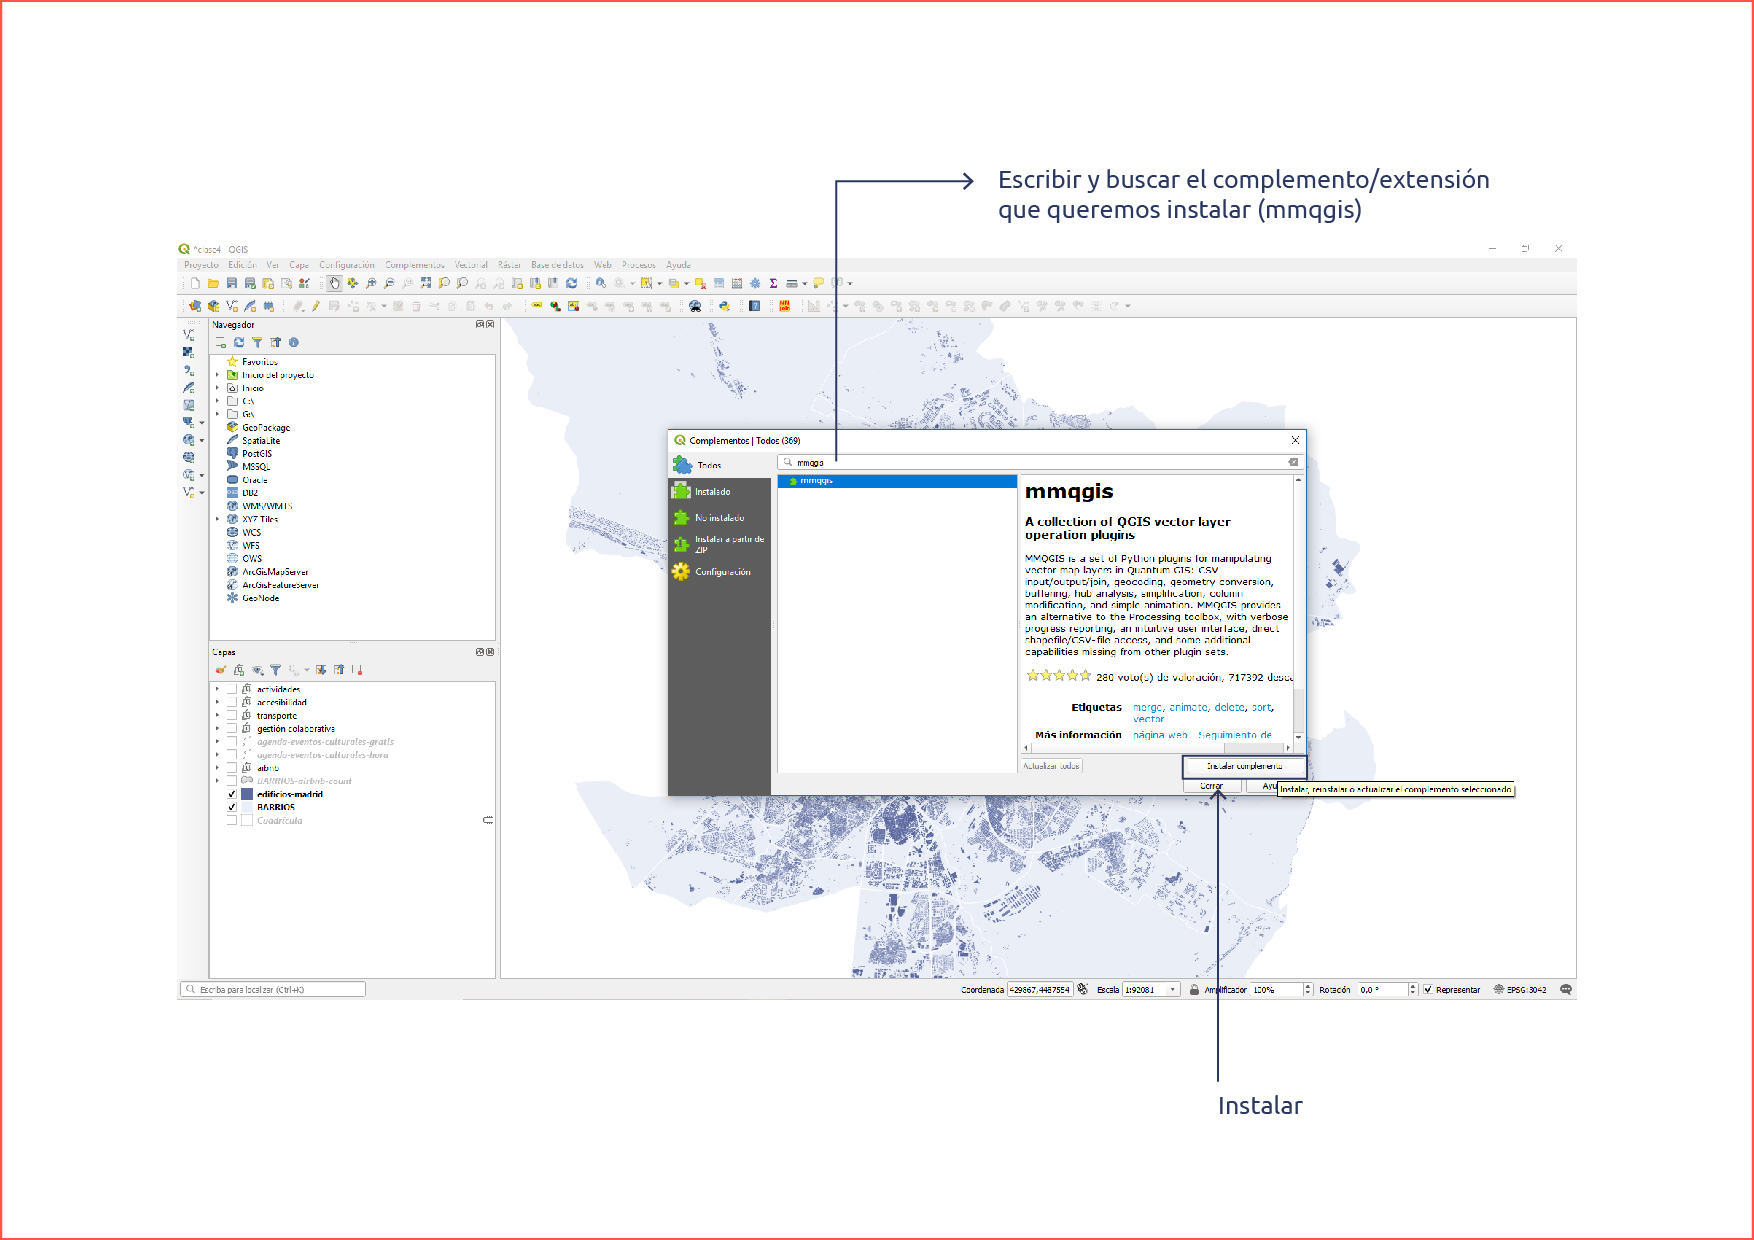 Escribir y buscar el complemento/extensión
que queremos instalar (mmqgis)
*clase4 - QGIS
Proyecto Edición Ver Capa Configuración Complementos Vectorial Ráster Base de datos Web Procesos Ayuda
Navegador
Favoritos
Inicio del proyecto
Inicio
C:\
G:\
GeoPackage
SpatiaLite
PostGIS
MSSQL
Oracle
DB2
WMS/WMTS
XYZ Tiles
WCS
WFS
OWS
ArcGisMapServer
ArcGisFeatureServer
GeoNode
Capas
actividades
accesibilidad
transporte
gestión colaborativa
agenda-eventos-culturales-gratis
agenda-eventos-culturales-hora
airbnb
BARRIOS-airbnb-count
edificios-madrid
BARRIOS
Cuadrícula
Complementos | Todos (369)
Todos
Instalado
No instalado
Instalar a partir de
ZIP
Configuración
mmqgis
mmqgis
mmqgis
A collection of QGIS vector layer
operation plugins
MMQGIS is a set of Python plugins for manipulating
vector map layers in Quantum GIS: CSV
input/output/join, geocoding, geometry conversion,
buffering, hub analysis, simplification, column
modification, and simple animation. MMQGIS provides
an alternative to the Processing toolbox, with verbose
progress reporting, an intuitive user interface, direct
shapefile/CSV-file access, and some additional
capabilities missing from other plugin sets.
280 voto(s) de valoración, 717392 desca
Etiquetas merge, animate, delete, sort,
vector
Más información página web Seguimiento de
Actualizar todos
Instalar complemento
Cerrar
Ayu
Instalar, reinstalar o actualizar el complemento seleccionado
Escriba para localizar (Ctrl+K)
Coordenada 429867,4487554 Escala 1:92081 Amplificador 100% Rotación 0,0 ° Representar EPSG:3042
Instalar